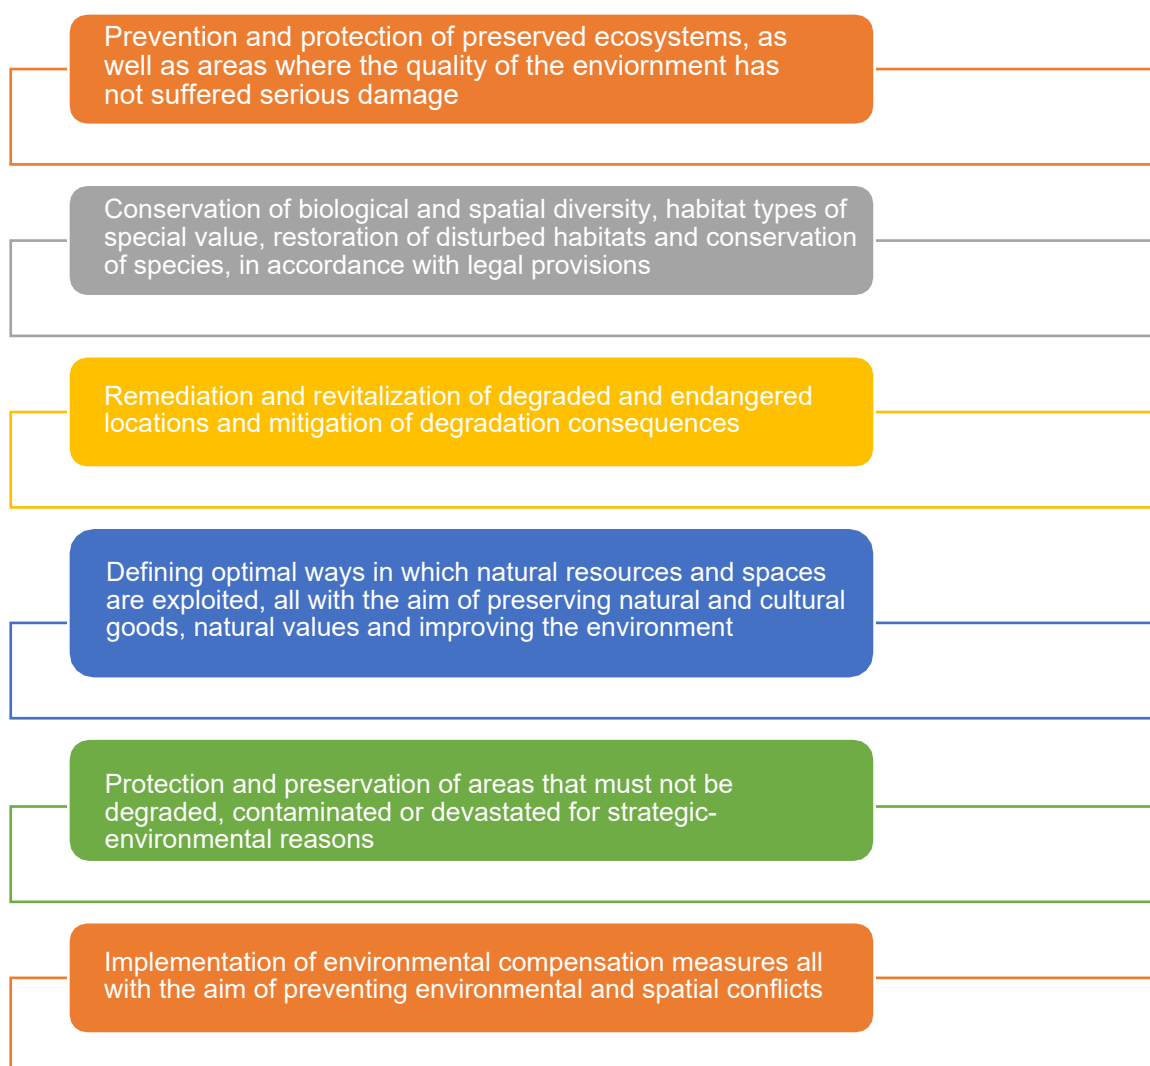 Prevention and protection of preserved ecosystems, as
well as areas where the quality of the enviornment has
not suffered serious damage
Conservation of biological and spatial diversity, habitat types of
special value, restoration of disturbed habitats and conservation
of species, in accordance with legal provisions
Remediation and revitalization of degraded and endangered
locations and mitigation of degradation consequences
Defining optimal ways in which natural resources and spaces
are exploited, all with the aim of preserving natural and cultural
goods, natural values and improving the environment
Protection and preservation of areas that must not be
degraded, contaminated or devastated for strategic-
environmental reasons
Implementation of environmental compensation measures all
with the aim of preventing environmental and spatial conflicts